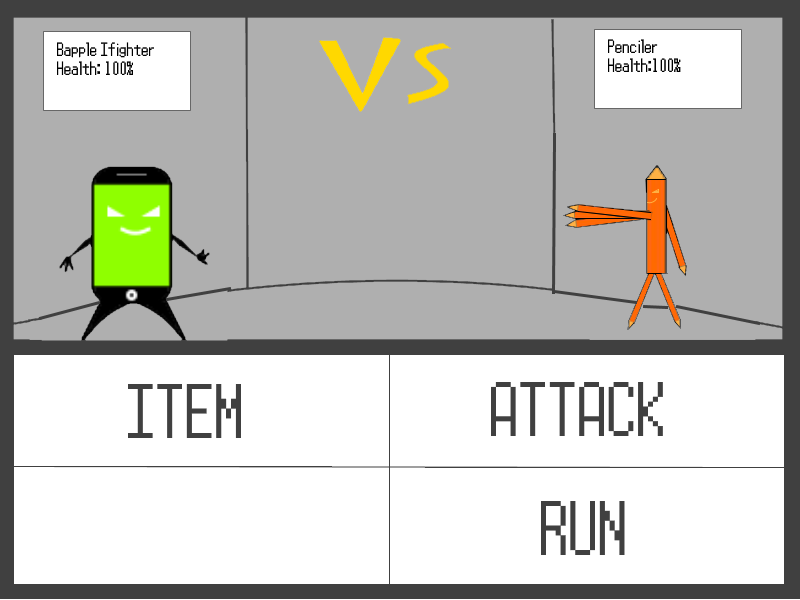 Bapple Ifighter
Health: 100%
VS
Penciler
Health:100%
ITEM
ATTACK
RUN